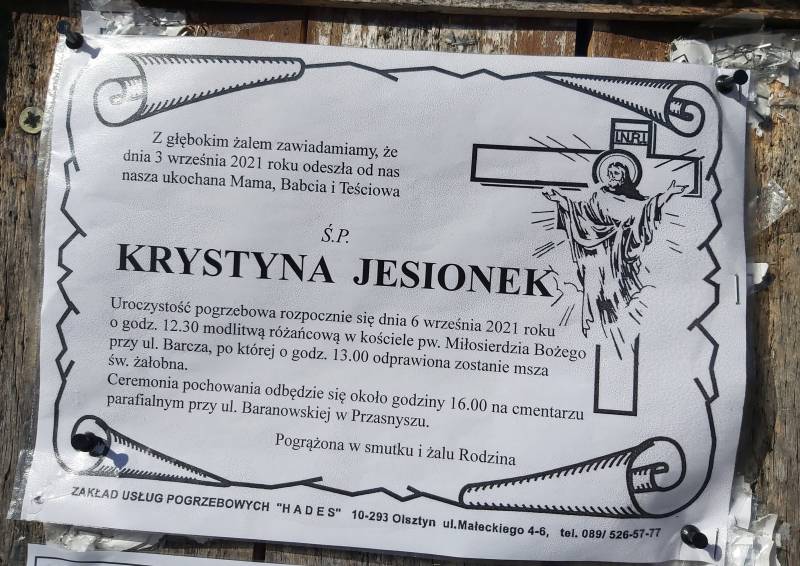 I.N.R.I
Z głębokim żalem zawiadamiamy, że
dnia 3 września 2021 roku odeszła od nas
nasza ukochana Mama, Babcia i Teściowa
Ś.P.
KRYSTYNA JESIONEK
Uroczystość pogrzebowa rozpocznie się dnia 6 września 2021 roku
o godz. 12.30 modlitwą różańcową w kościele pw. Miłosierdzia Bożego
przy ul. Barcza, po której o godz. 13.00 odprawiona zostanie msza
św. żałobna.
Ceremonia pochowania odbędzie się około godziny 16.00 na cmentarzu
parafialnym przy ul. Baranowskiej w Przasnyszu.
Pogrążona w smutku i żalu Rodzina
ZAKŁAD USŁUG POGRZEBOWYCH "HADES" 10-293 Olsztyn ul.Małeckiego 4-6, tel. 089/ 526-57-77